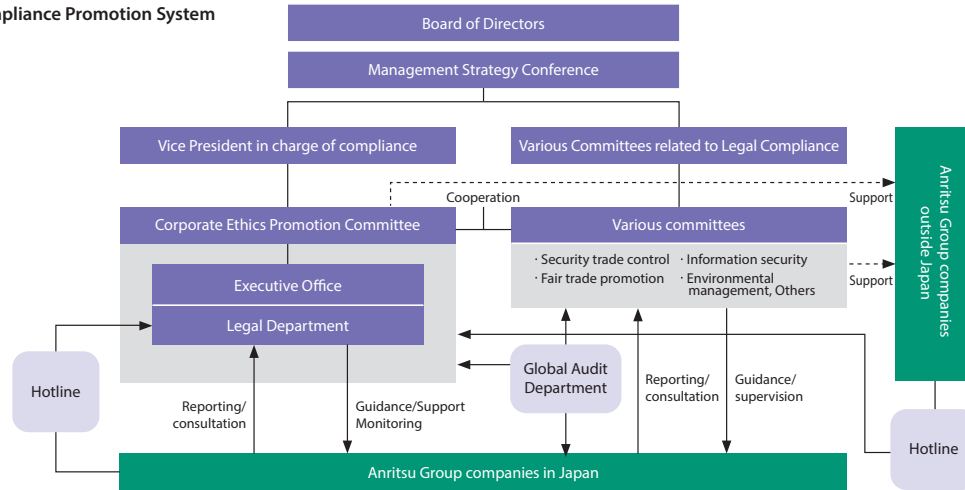 pliance Promotion System
Board of Directors
Management Strategy Conference
Vice President in charge of compliance
Various Committees related to Legal Compliance
Cooperation
Support
Corporate Ethics Promotion Committee
Various committees
· Security trade control
· Information security
· Fair trade promotion
· Environmental
management, Others
Support
Anritsu Group companies
outside Japan
Executive Office
Legal Department
Hotline
Global Audit
Department
Reporting/
consultation
Guidance/Support
Monitoring
Reporting/
consultation
Guidance/
supervision
Hotline
Anritsu Group companies in Japan